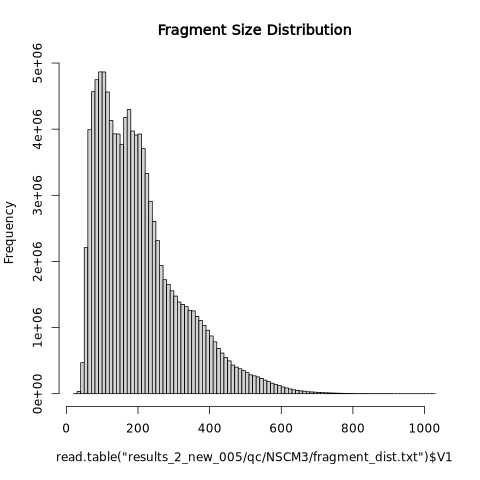 Fragment Size Distribution
5e+06
4e+06
3e+06
2e+06
1e+06
0e+00
Frequency
0 200 400 600 800 1000
read.table("results_2_new_005/qc/NSCM3/fragment_dist.txt")$V1